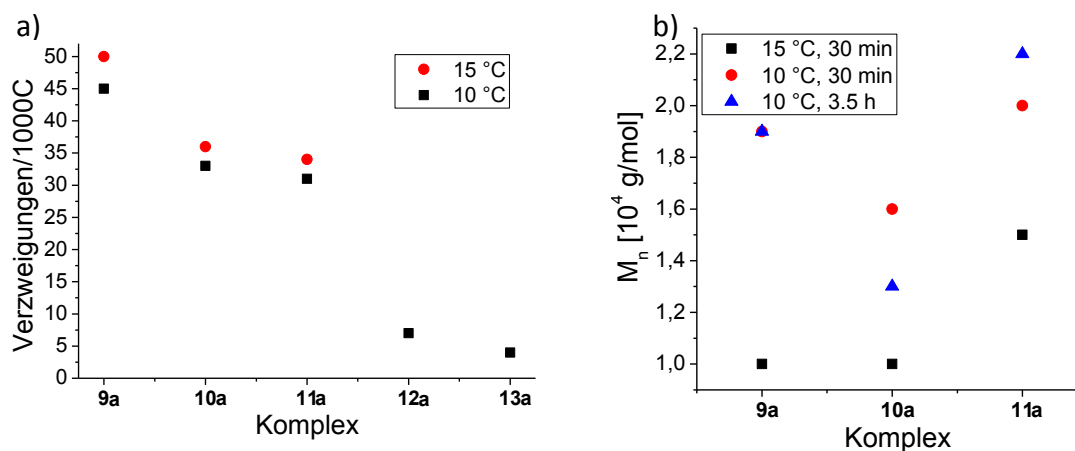 a)
Verzweigungen/1000C
50
45
40
35
30
25
20
15
10
5
0
15 °C
10 °C
9a 10a 11a 12a 13a
Komplex
b)
M_n [10^4 g/mol]
2,2
2,0
1,8
1,6
1,4
1,2
1,0
15 °C, 30 min
10 °C, 30 min
10 °C, 3.5 h
9a 10a 11a
Komplex